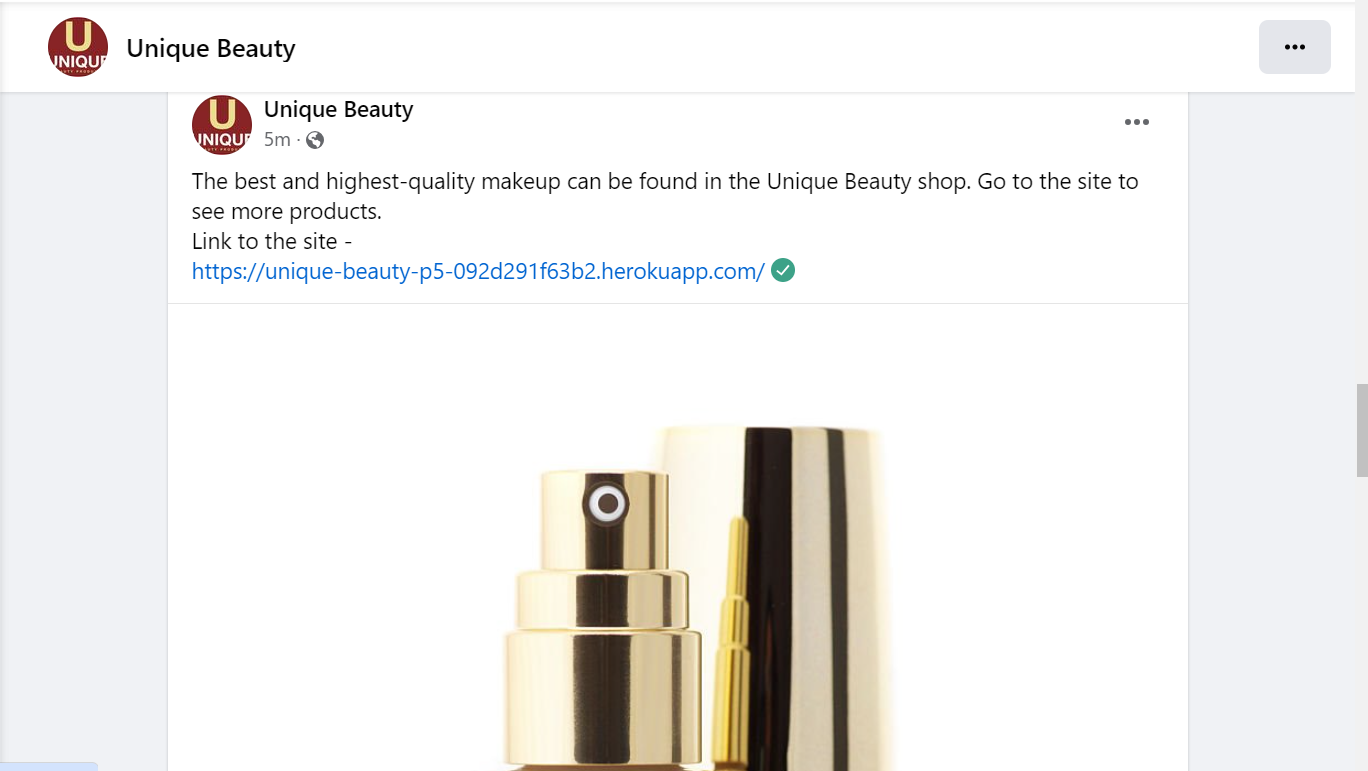 U
UNIQUE
Unique Beauty
U
UNIQUE
Unique Beauty
5m ·
The best and highest-quality makeup can be found in the Unique Beauty shop. Go to the site to
see more products.
Link to the site -
https://unique-beauty-p5-092d291f63b2.herokuapp.com/